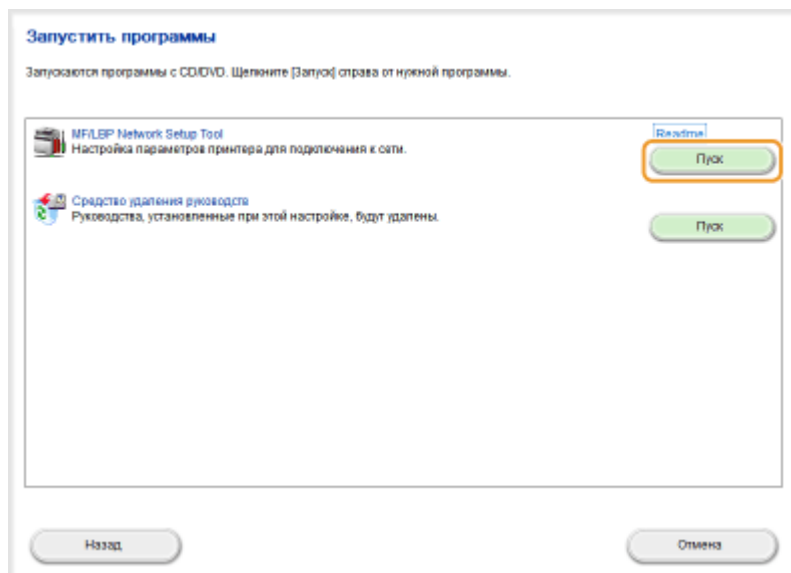 Запустить программы
Запускаются программы с CD/DVD. Щелкните [Запуск] справа от нужной программы.
MF/LBP Network Setup Tool
Readme
Настройка параметров принтера для подключения к сети.
Пуск
Средство удаления руководств
Руководства, установленные при этой настройке, будут удалены.
Пуск
Назад
Отмена